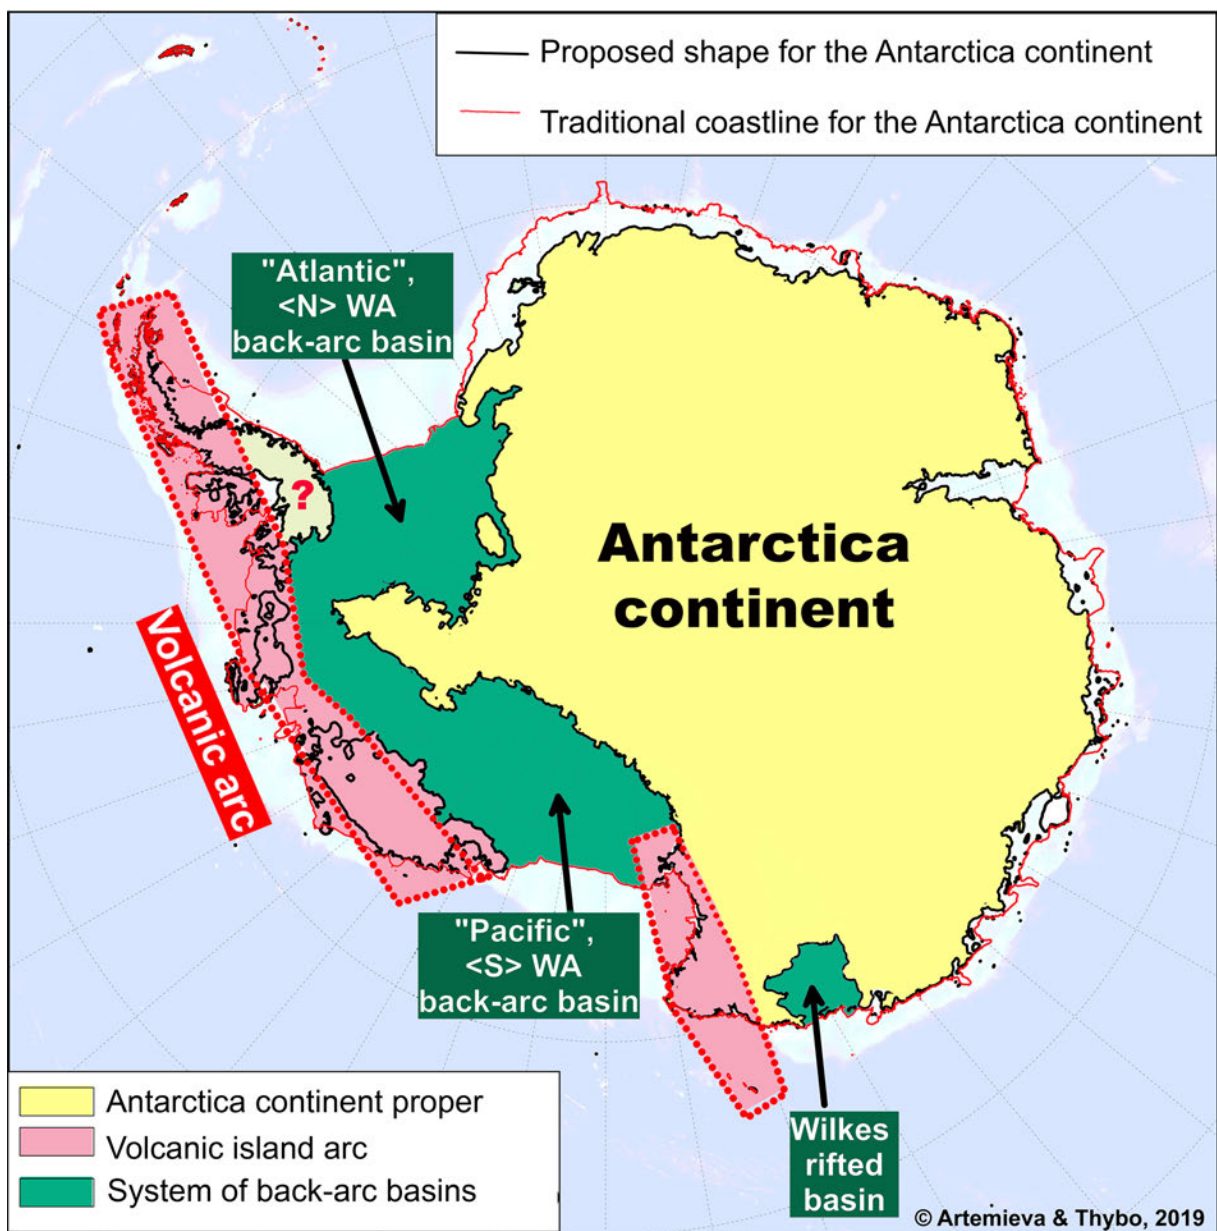 Proposed shape for the Antarctica continent
Traditional coastline for the Antarctica continent
"Atlantic",
<N> WA
back-arc basin
?
Antarctica
continent
Volcanic arc
"Pacific",
<S> WA
back-arc basin
Wilkes
rifted
basin
Antarctica continent proper
Volcanic island arc
System of back-arc basins
© Artemieva & Thybo, 2019